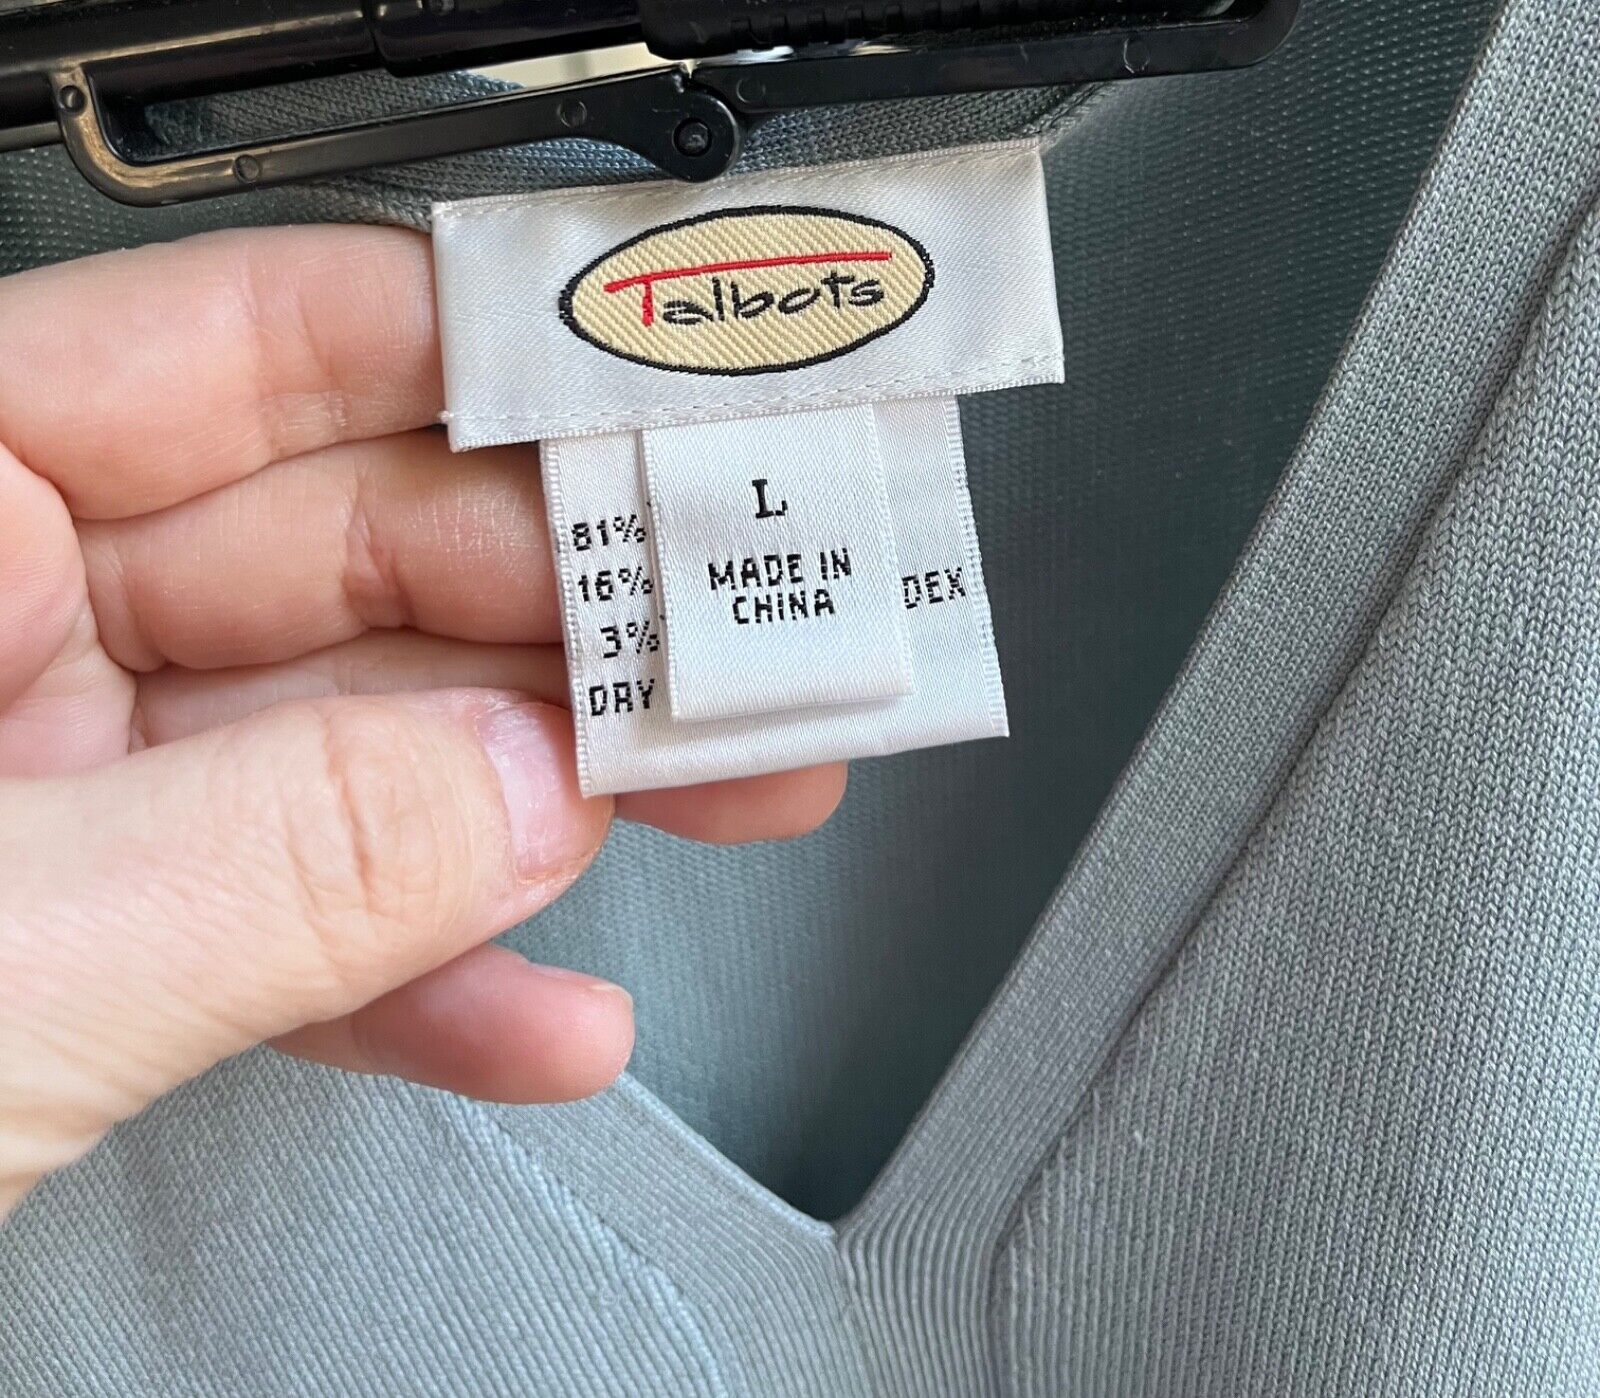 Talbots
L
MADE IN
CHINA
81%
16%
3% DEX
DRY